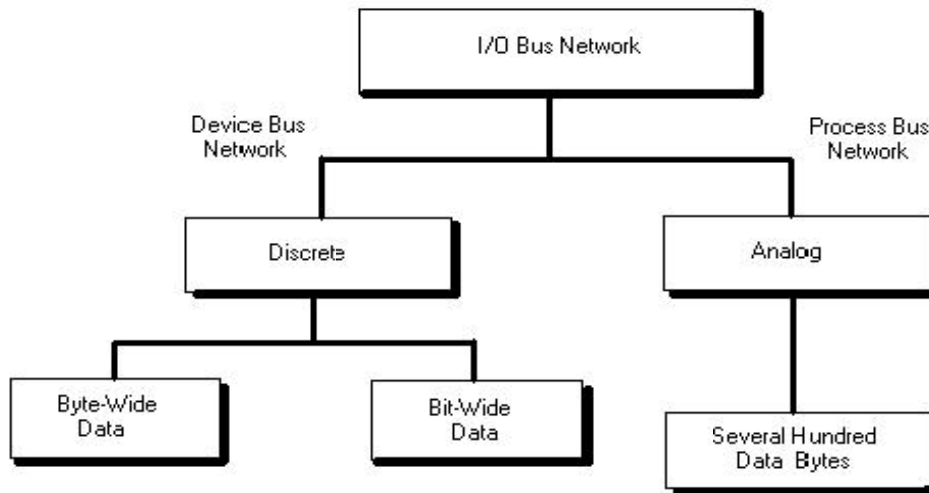 I/O Bus Network
Device Bus
Network
Process Bus
Network
Discrete
Analog
Byte-Wide
Data
Bit-Wide
Data
Several Hundred
Data Bytes